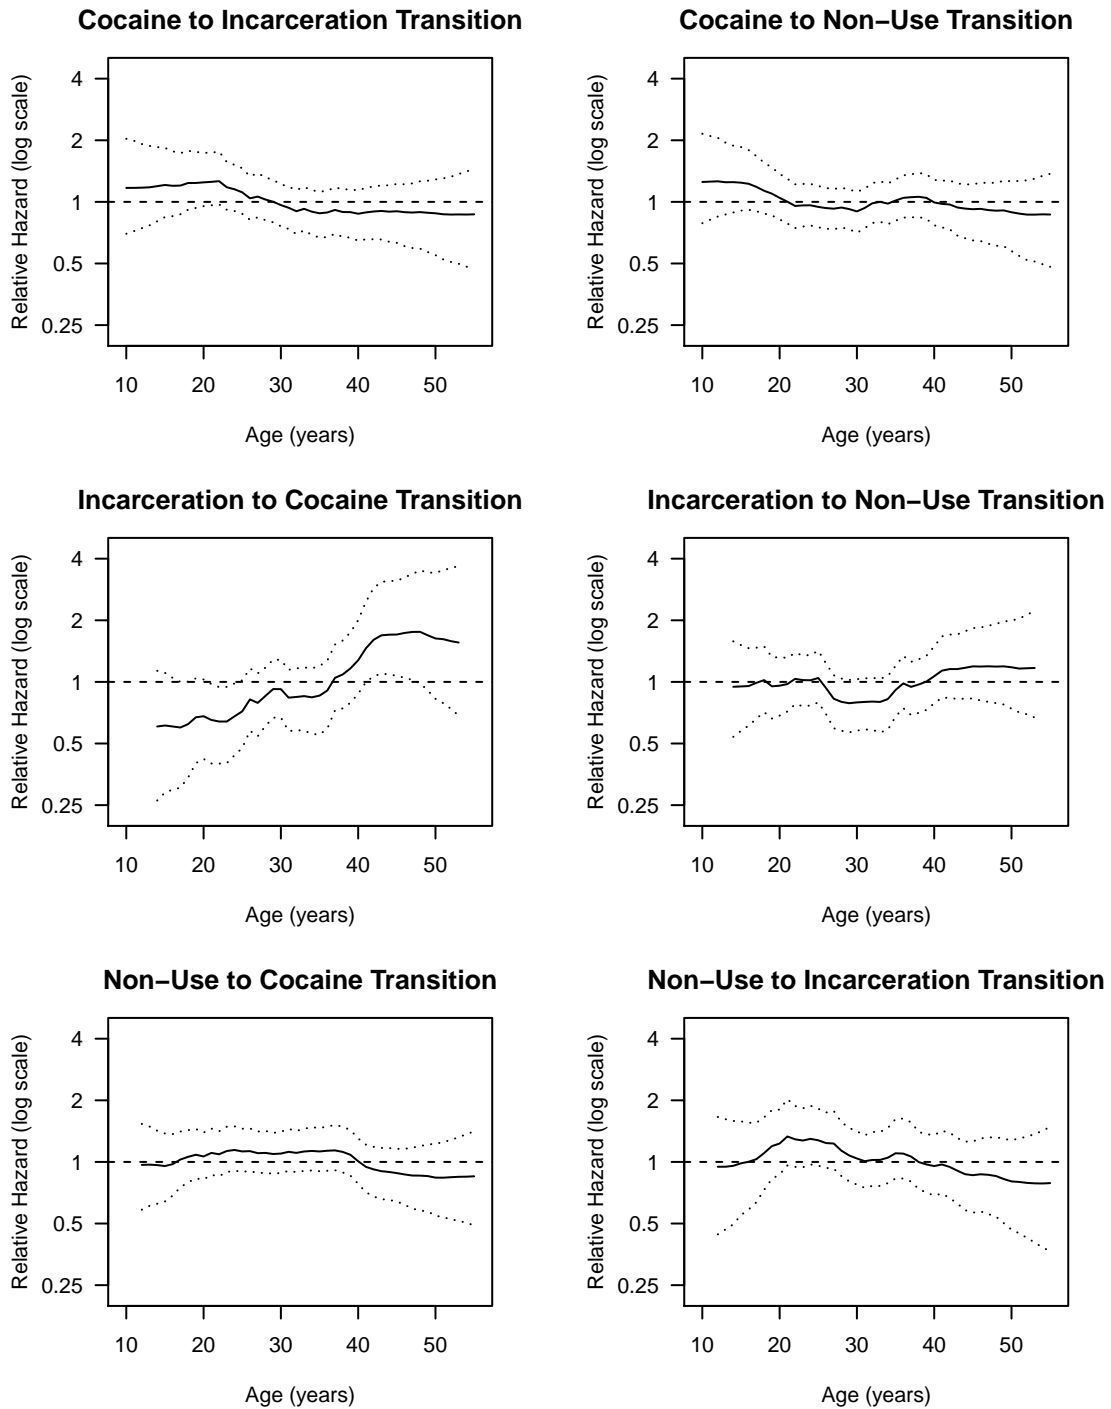 Cocaine to Incarceration Transition
Relative Hazard (log scale)
4
2
1
0.5
0.25
10 20 30 40 50
Age (years)
Cocaine to Non−Use Transition
Relative Hazard (log scale)
4
2
1
0.5
0.25
10 20 30 40 50
Age (years)
Incarceration to Cocaine Transition
Relative Hazard (log scale)
4
2
1
0.5
0.25
10 20 30 40 50
Age (years)
Incarceration to Non−Use Transition
Relative Hazard (log scale)
4
2
1
0.5
0.25
10 20 30 40 50
Age (years)
Non−Use to Cocaine Transition
Relative Hazard (log scale)
4
2
1
0.5
0.25
10 20 30 40 50
Age (years)
Non−Use to Incarceration Transition
Relative Hazard (log scale)
4
2
1
0.5
0.25
10 20 30 40 50
Age (years)